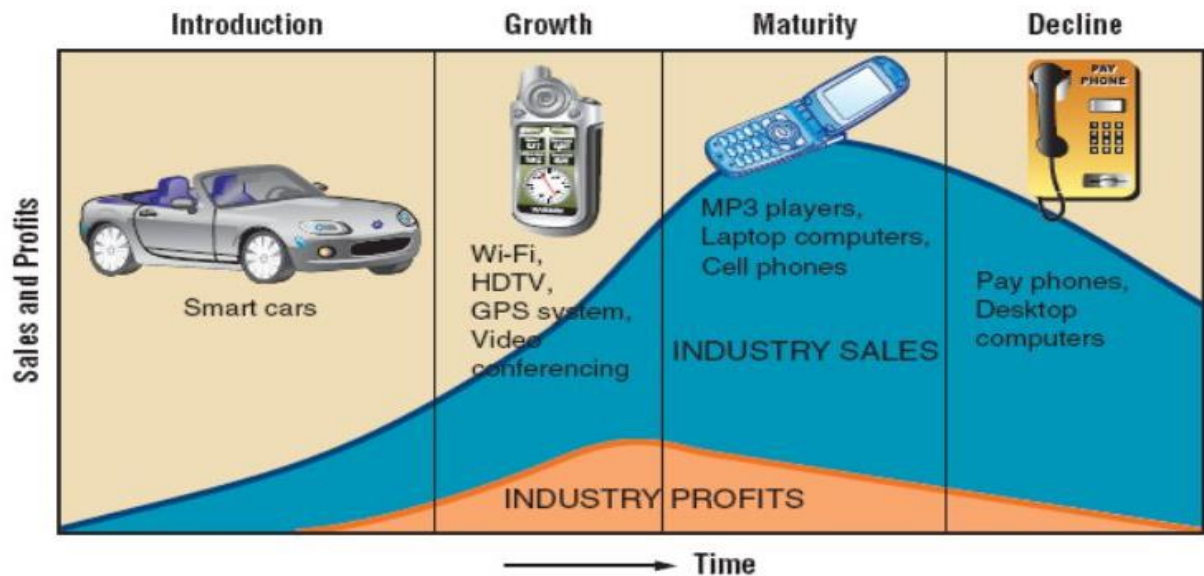 Introduction
Growth
Maturity
Decline
Sales and Profits
Smart cars
Wi-Fi,
HDTV,
GPS system,
Video
conferencing
MP3 players,
Laptop computers,
Cell phones
INDUSTRY SALES
PAY
PHONE
Pay phones,
Desktop
computers
INDUSTRY PROFITS
Time